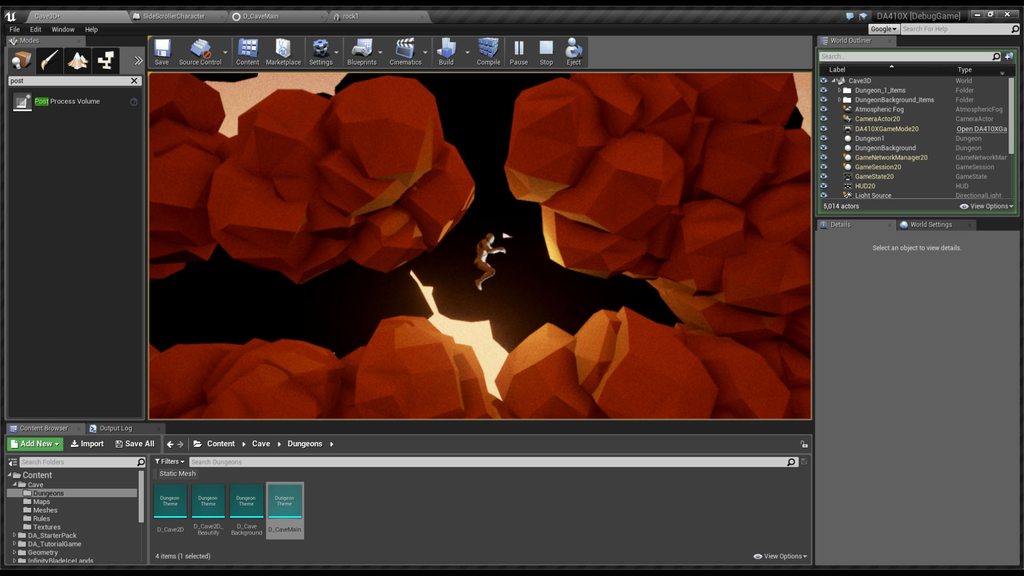 Cave3D*
SideScrollerCharacter
D_CaveMain
rock1
DA410X [DebugGame]
File Edit Window Help
Google
Search For Help
Modes
post
Post Process Volume
Save
Source Control
Content
Marketplace
Settings
Blueprints
Cinematics
Build
Compile
Pause
Stop
Eject
World Outliner
Search...
Label Type
Cave3D World
Dungeon_1_Items Folder
DungeonBackground_Items Folder
Atmospheric Fog AtmosphericFog
CameraActor20 CameraActor
DA410XGameMode20 Open DA410XGa
Dungeon1 Dungeon
DungeonBackground Dungeon
GameNetworkManager20 GameNetworkMar
GameSession20 GameSession
GameState20 GameState
HUD20 HUD
Light Source DirectionalLight
5,014 actors View Options
Details World Settings
Select an object to view details.
Content Browser Output Log
Add New Import Save All Content Cave Dungeons
Search Folders
Filters Search Dungeons
Static Mesh
Content
Cave
Dungeons
Maps
Meshes
Rules
Textures
DA_StarterPack
DA_TutorialGame
Geometry
InfinityBladeIceLands
Dungeon Theme
D_Cave2D
Dungeon Theme
D_Cave2D_
Beautify
Dungeon Theme
D_Cave
Background
Dungeon Theme
D_CaveMain
4 items (1 selected) View Options